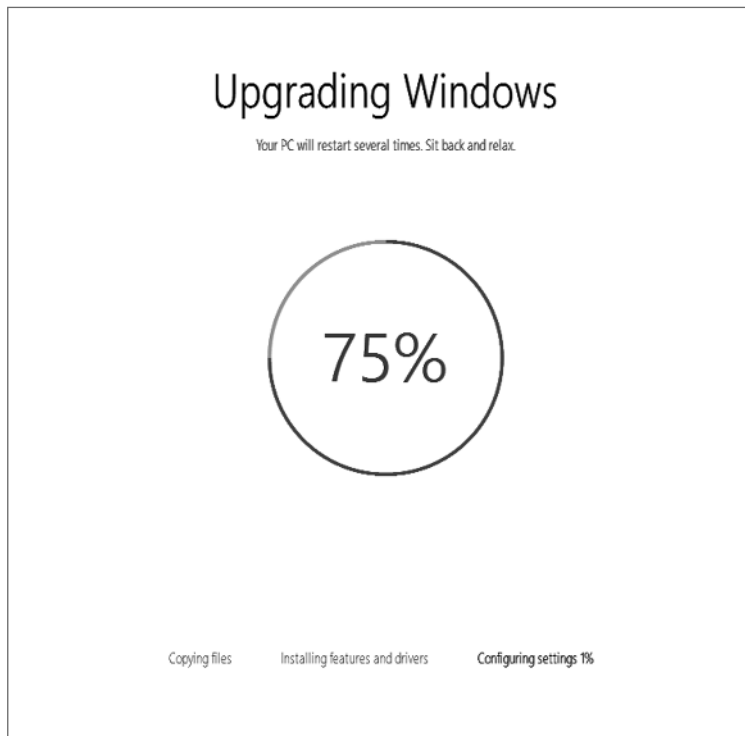 Upgrading Windows
Your PC will restart several times. Sit back and relax.
75%
Copying files Installing features and drivers Configuring settings 1%